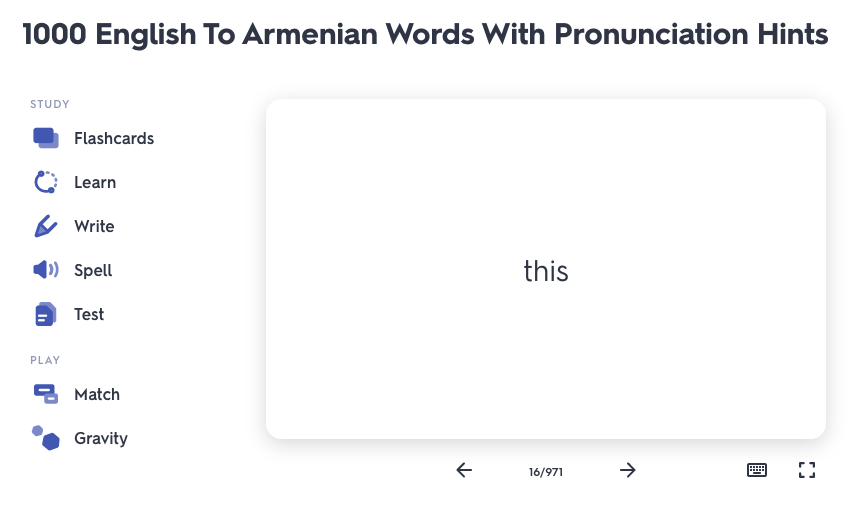 1000 English To Armenian Words With Pronunciation Hints
STUDY
Flashcards
Learn
Write
Spell
Test
PLAY
Match
Gravity
this
16/971